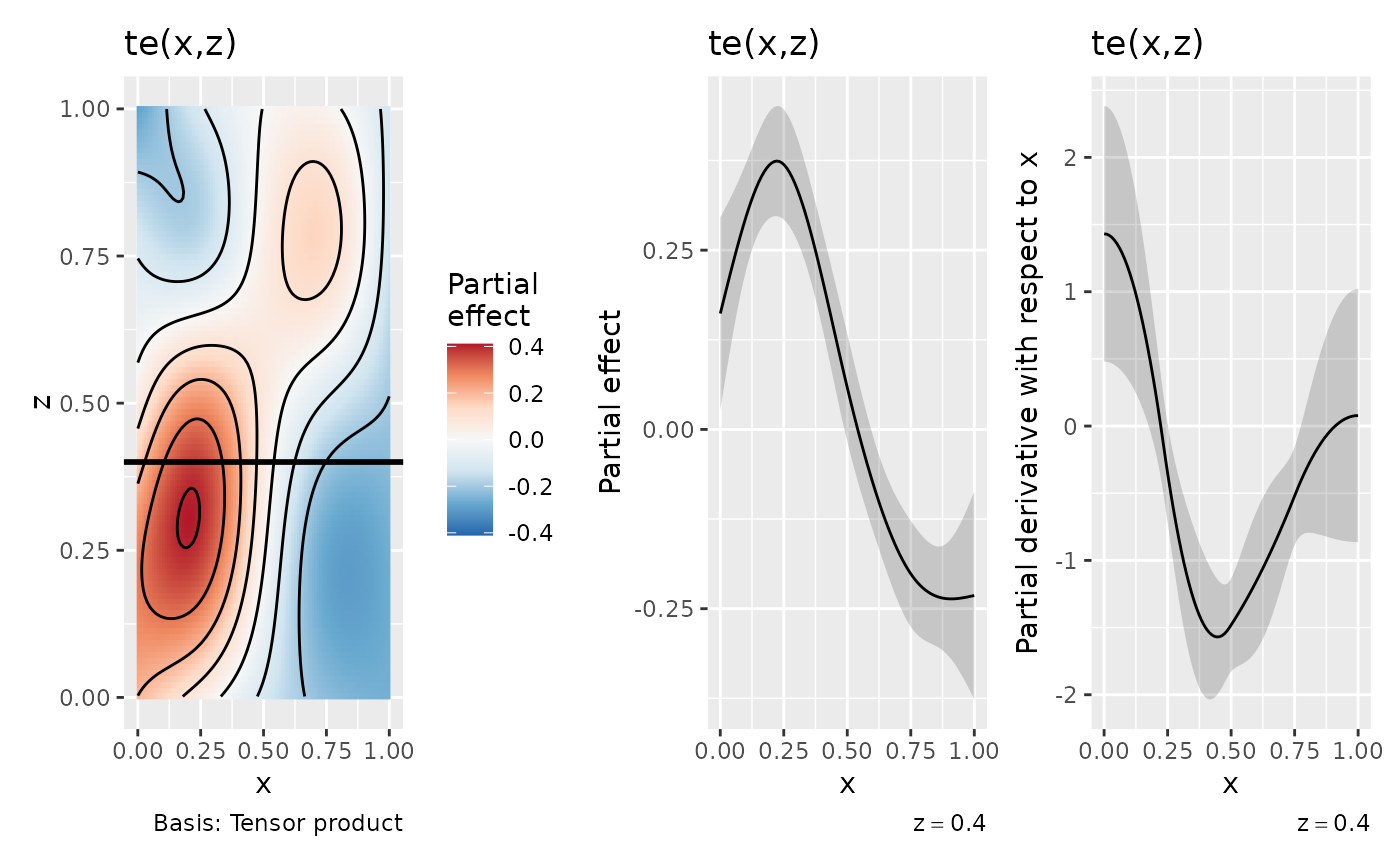 te(x,z)
1.00
0.75
0.50
0.25
0.00
z
0.00 0.25 0.50 0.75 1.00
x
Basis: Tensor product
Partial
effect
0.4
0.2
0.0
-0.2
-0.4
te(x,z)
Partial effect
0.25
0.00
-0.25
0.00 0.25 0.50 0.75 1.00
x
z = 0.4
te(x,z)
Partial derivative with respect to x
2
1
0
-1
-2
0.00 0.25 0.50 0.75 1.00
x
z = 0.4